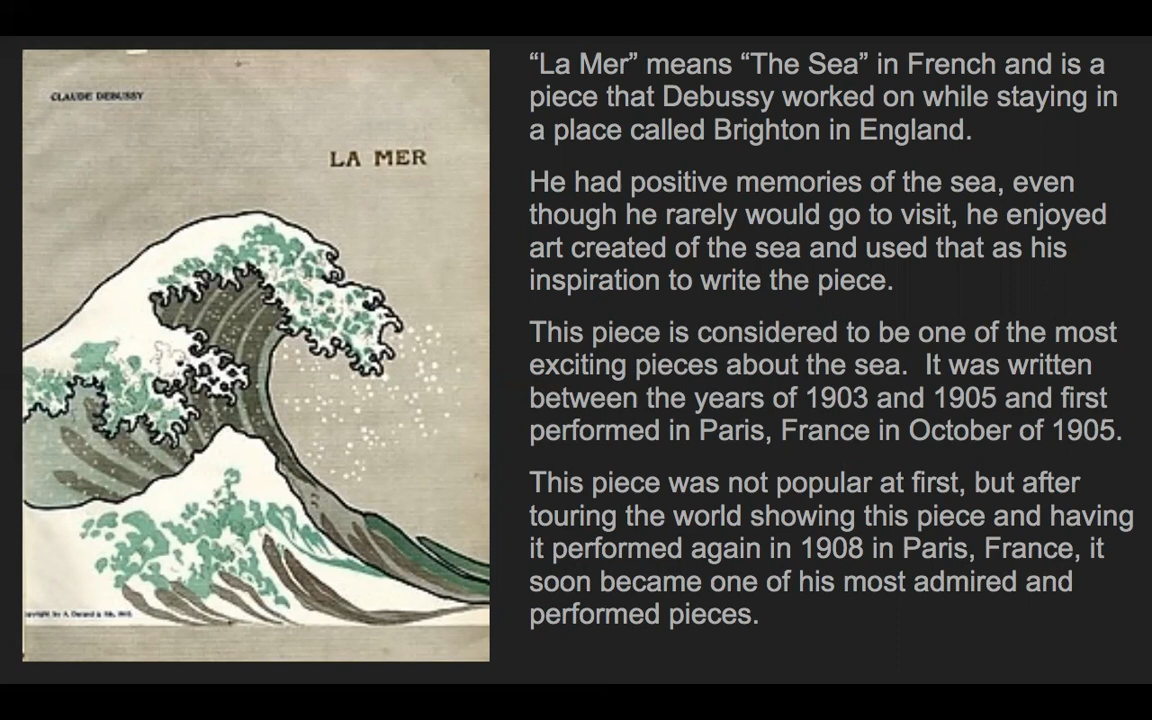 CLAUDE DEBUSSY
LA MER
“La Mer” means “The Sea” in French and is a
piece that Debussy worked on while staying in
a place called Brighton in England.
He had positive memories of the sea, even
though he rarely would go to visit, he enjoyed
art created of the sea and used that as his
inspiration to write the piece.
This piece is considered to be one of the most
exciting pieces about the sea.  It was written
between the years of 1903 and 1905 and first
performed in Paris, France in October of 1905.
This piece was not popular at first, but after
touring the world showing this piece and having
it performed again in 1908 in Paris, France, it
soon became one of his most admired and
performed pieces.